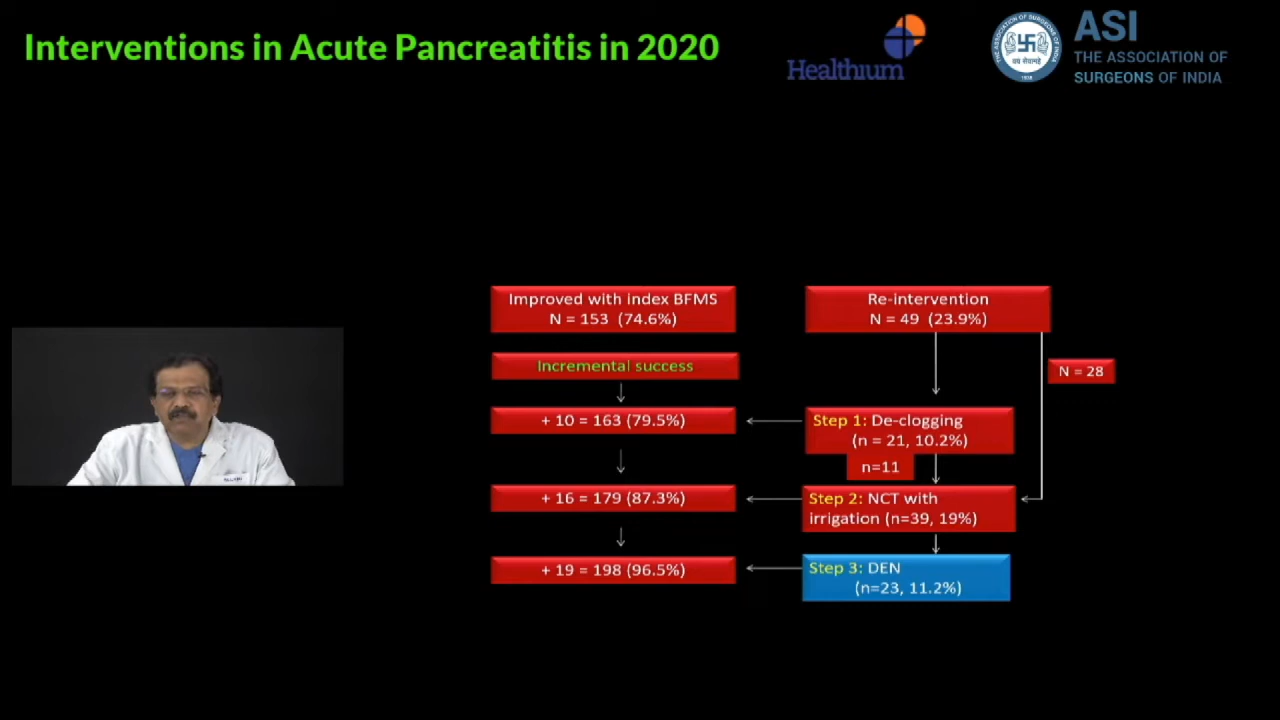 Interventions in Acute Pancreatitis in 2020
Healthium
ASI
THE ASSOCIATION OF
SURGEONS OF INDIA
Improved with index BFMS
N = 153 (74.6%)
Re-intervention
N = 49 (23.9%)
Incremental success
N = 28
+ 10 = 163 (79.5%)
Step 1: De-clogging
(n = 21, 10.2%)
n=11
+ 16 = 179 (87.3%)
Step 2: NCT with
irrigation (n=39, 19%)
+ 19 = 198 (96.5%)
Step 3: DEN
(n=23, 11.2%)